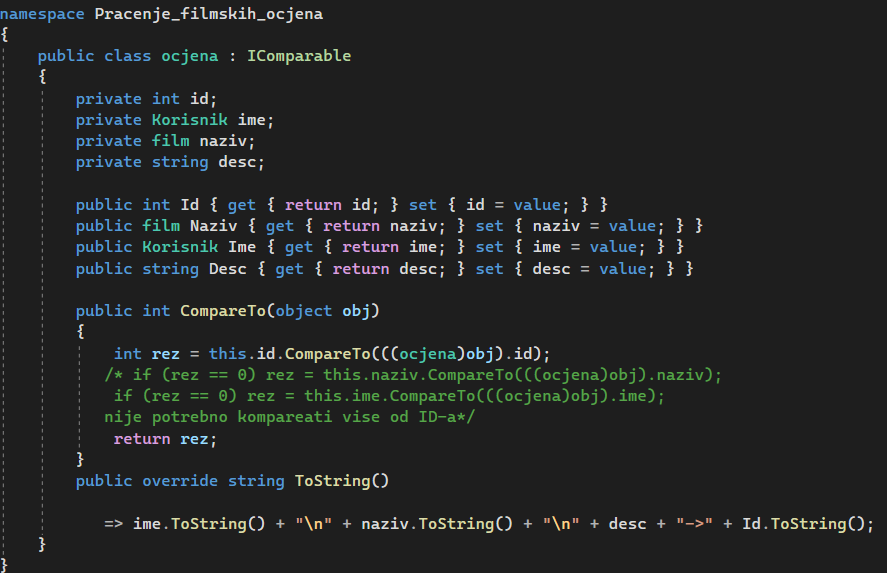 namespace Pracenje_filmskih_ocjena
{
    public class ocjena : IComparable
    {
        private int id;
        private Korisnik ime;
        private film naziv;
        private string desc;

        public int Id { get { return id; } set { id = value; } }
        public film Naziv { get { return naziv; } set { naziv = value; } }
        public Korisnik Ime { get { return ime; } set { ime = value; } }
        public string Desc { get { return desc; } set { desc = value; } }

        public int CompareTo(object obj)
        {
            int rez = this.id.CompareTo(((ocjena)obj).id);
           /* if (rez == 0) rez = this.naziv.CompareTo(((ocjena)obj).naziv);
            if (rez == 0) rez = this.ime.CompareTo(((ocjena)obj).ime);
           nije potrebno kompareati vise od ID-a*/
            return rez;
        }
        public override string ToString()

           => ime.ToString() + "\n" + naziv.ToString() + "\n" + desc + "->" + Id.ToString();
    }
}